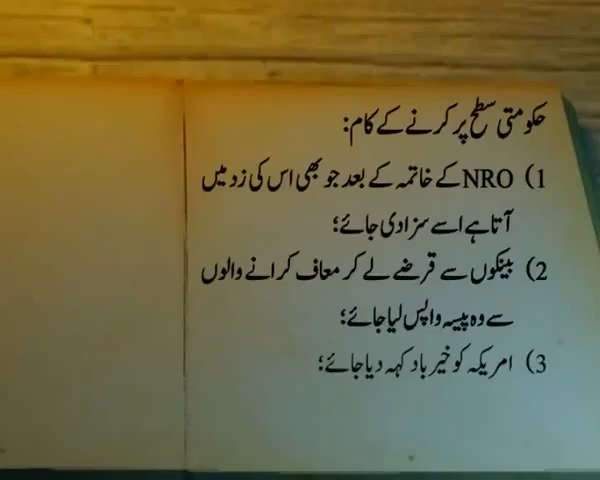 حکومتی سطح پر کرنے کے کام:
1) NRO کے خاتمہ کے بعد جو بھی اس کی زد میں
آتا ہے اسے سزا دی جائے؛
2) بینکوں سے قرضے لے کر معاف کرانے والوں
سے وہ پیسہ واپس لیا جائے؛
3) امریکہ کو خیر باد کہہ دیا جائے؛